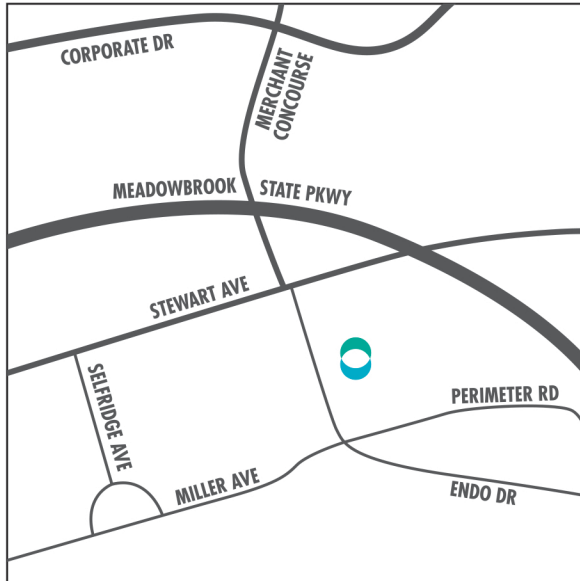 CORPORATE DR
MERCHANT
CONCOURSE
MEADOWBROOK STATE PKWY
STEWART AVE
SELFRIDGE AVE
PERIMETER RD
MILLER AVE
ENDO DR